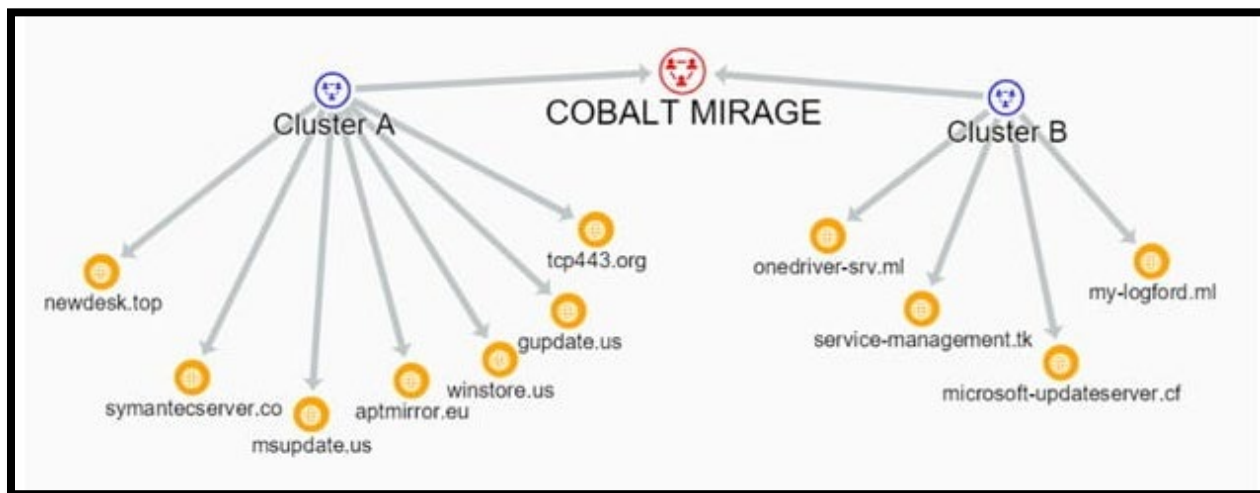 COBALT MIRAGE
Cluster A
Cluster B
tcp443.org
onedriver-srv.ml
my-logford.ml
newdesk.top
gupdate.us
service-management.tk
winstore.us
microsoft-updateserver.cf
symantecserver.co
aptmirror.eu
msupdate.us